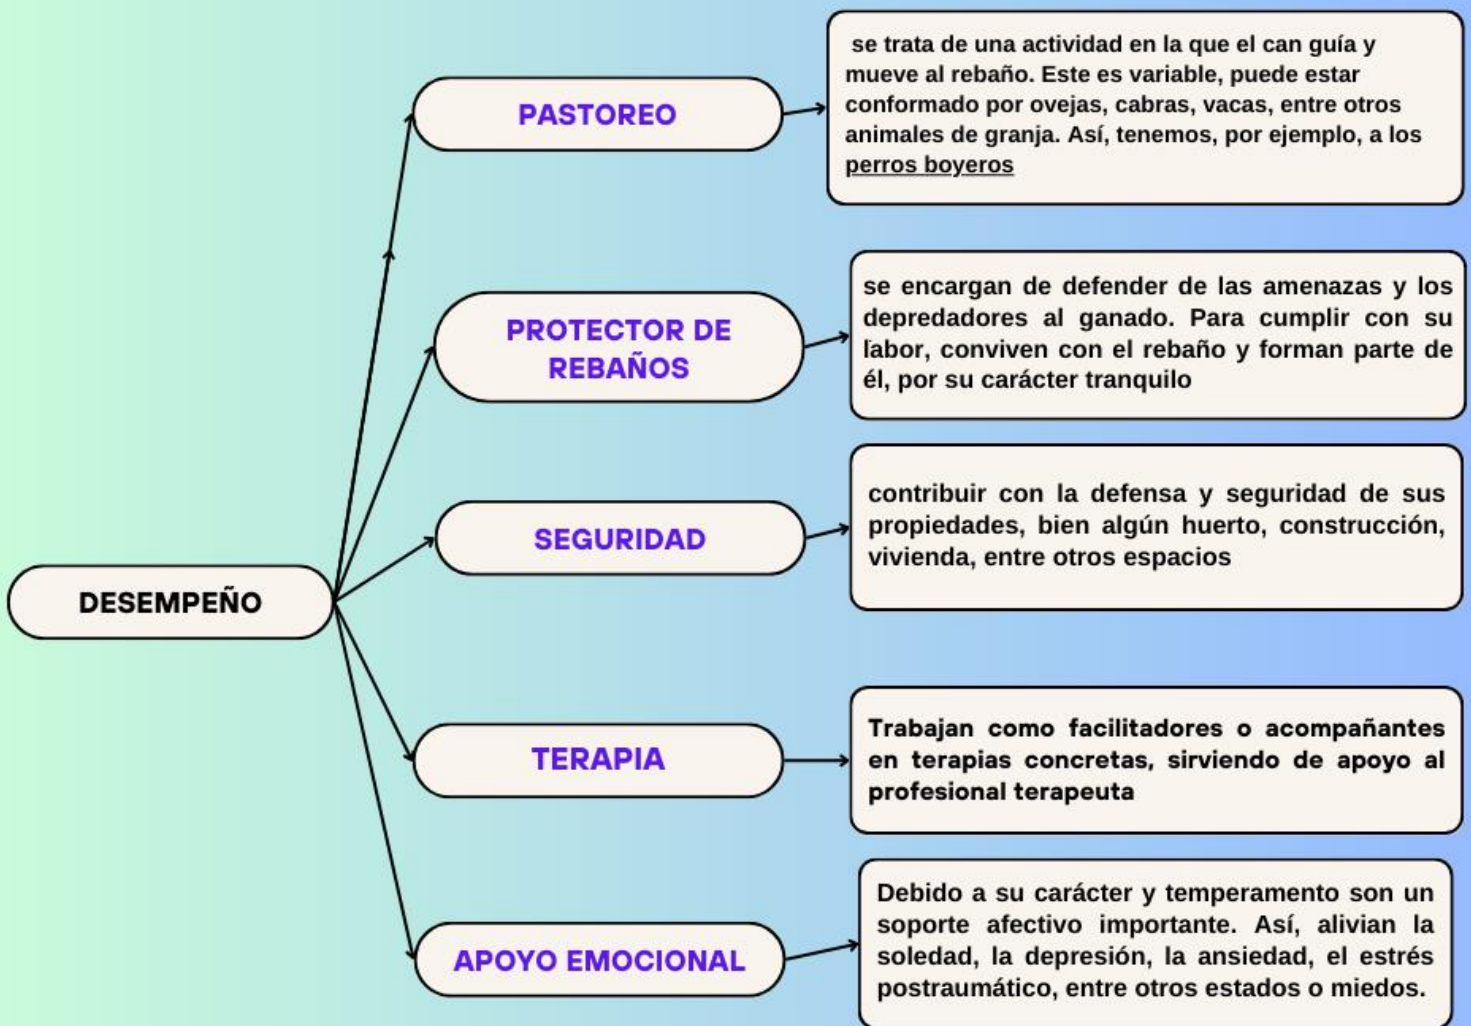 PASTOREO
se trata de una actividad en la que el can guía y
mueve al rebaño. Este es variable, puede estar
conformado por ovejas, cabras, vacas, entre otros
animales de granja. Así, tenemos, por ejemplo, a los
perros boyeros
PROTECTOR DE
REBAÑOS
se encargan de defender de las amenazas y los
depredadores al ganado. Para cumplir con su
labor, conviven con el rebaño y forman parte de
él, por su carácter tranquilo
SEGURIDAD
contribuir con la defensa y seguridad de sus
propiedades, bien algún huerto, construcción,
vivienda, entre otros espacios
DESEMPEÑO
TERAPIA
Trabajan como facilitadores o acompañantes
en terapias concretas, sirviendo de apoyo al
profesional terapeuta
APOYO EMOCIONAL
Debido a su carácter y temperamento son un
soporte afectivo importante. Así, alivian la
soledad, la depresión, la ansiedad, el estrés
postraumático, entre otros estados o miedos.